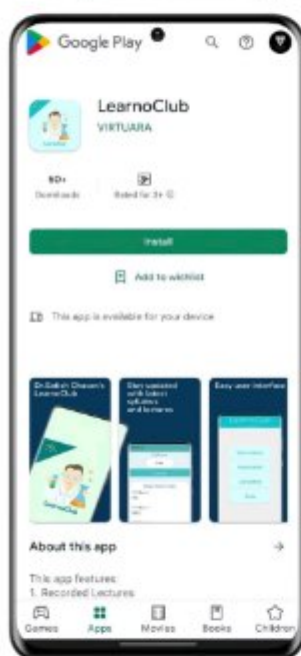 Google Play
LearnoClub
VIRTUARA
50+
Downloads
3+
Rated for 3+
Install
Add to wishlist
This app is available for your device
Dr.Satish Chavan's
LearnoClub
LearnoClub
Stay updated
with latest
syllabus
and lectures
Easy user interface
About this app
This app features:
1. Recorded Lectures
Games
Apps
Movies
Books
Children